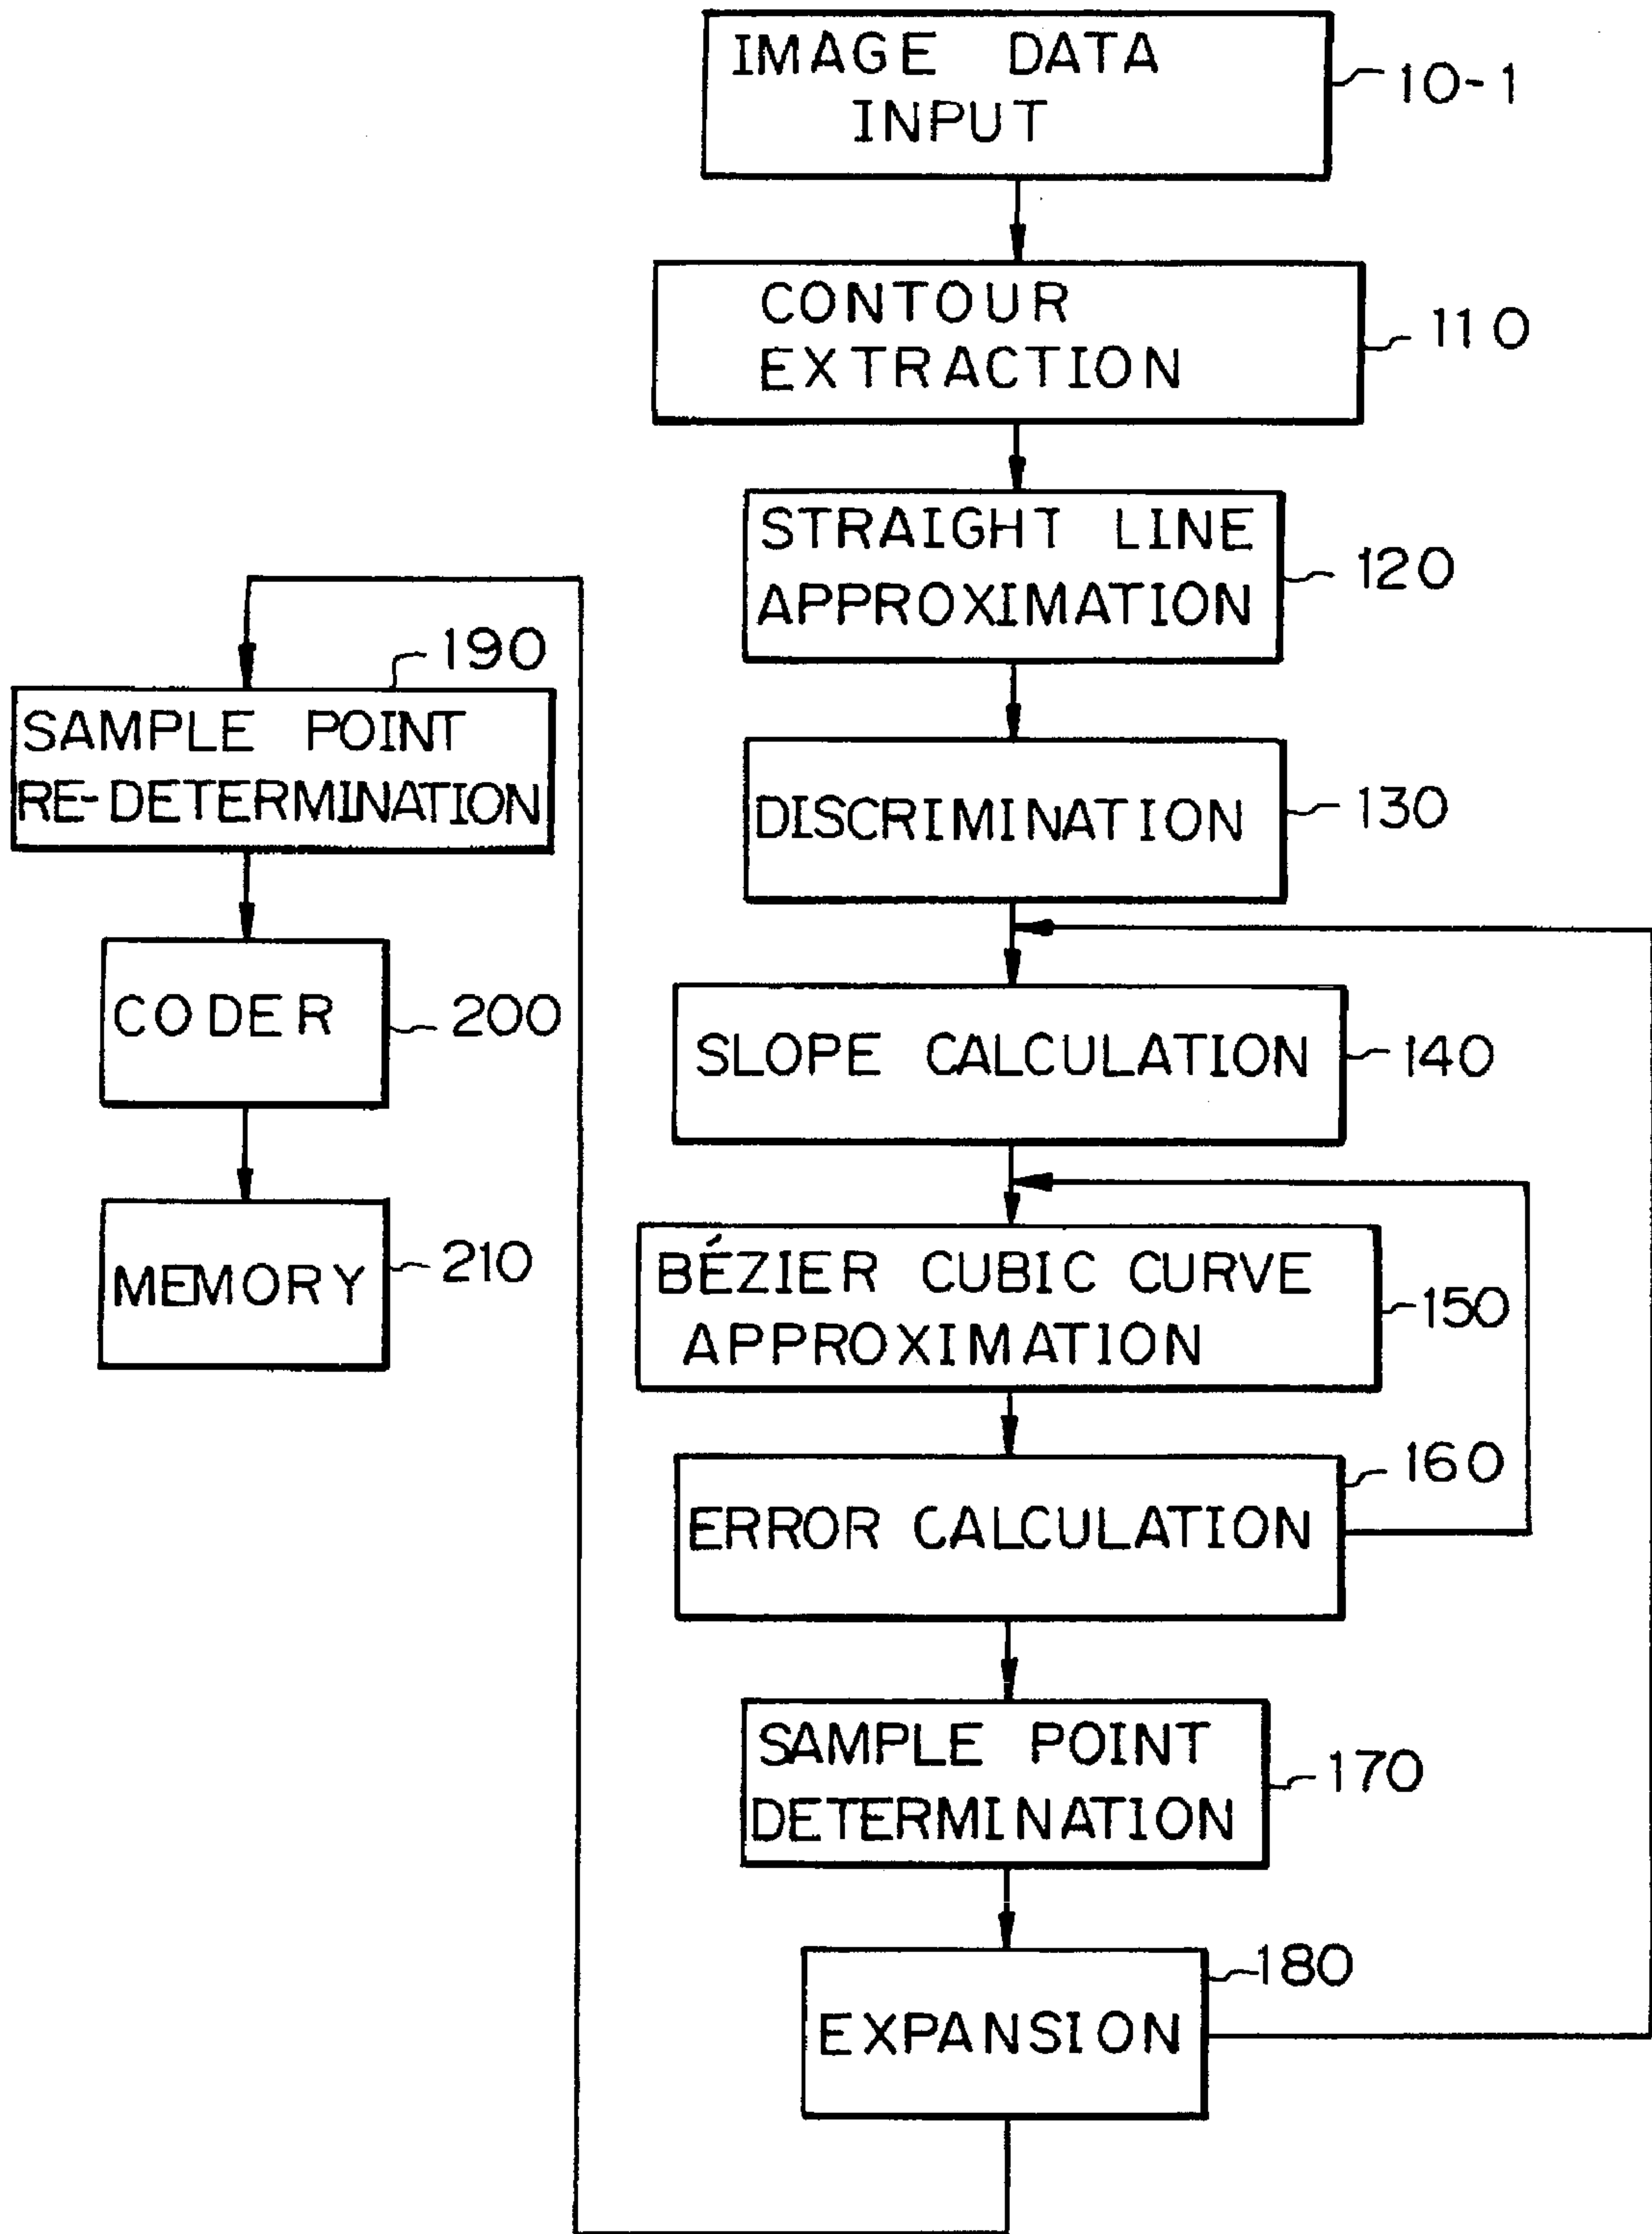 IMAGE DATA
INPUT
10-1
CONTOUR
EXTRACTION
110
STRAIGHT LINE
APPROXIMATION
120
DISCRIMINATION
130
SLOPE CALCULATION
140
BÉZIER CUBIC CURVE
APPROXIMATION
150
ERROR CALCULATION
160
SAMPLE POINT
DETERMINATION
170
EXPANSION
180
190
SAMPLE POINT
RE-DETERMINATION
CODER
200
MEMORY
210